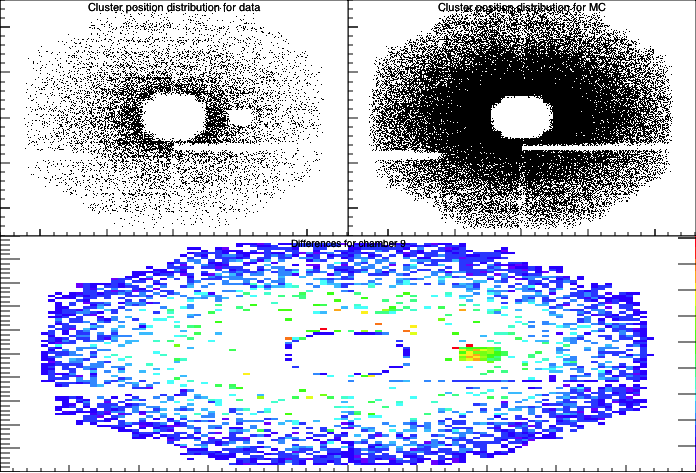 Cluster position distribution for data
Cluster position distribution for MC
Differences for chamber 9